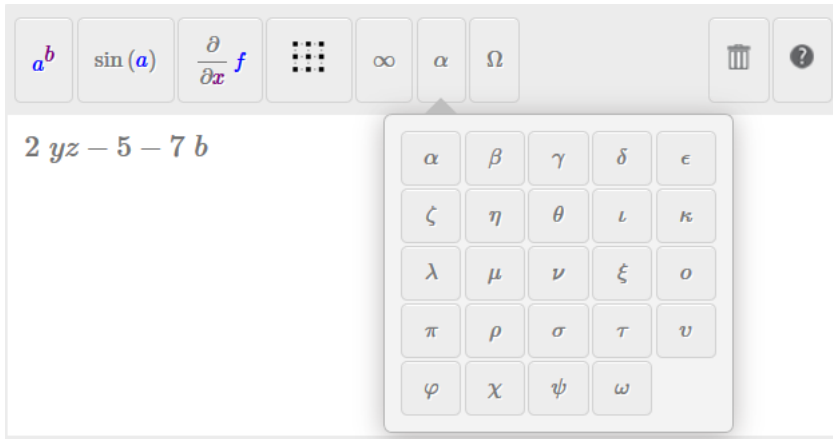 a^b sin (a) ∂/∂x f ∞ α Ω ?
2 yz − 5 − 7 b
α β γ δ ϵ
ζ η θ ι κ
λ μ ν ξ o
π ρ σ τ υ
φ χ ψ ω